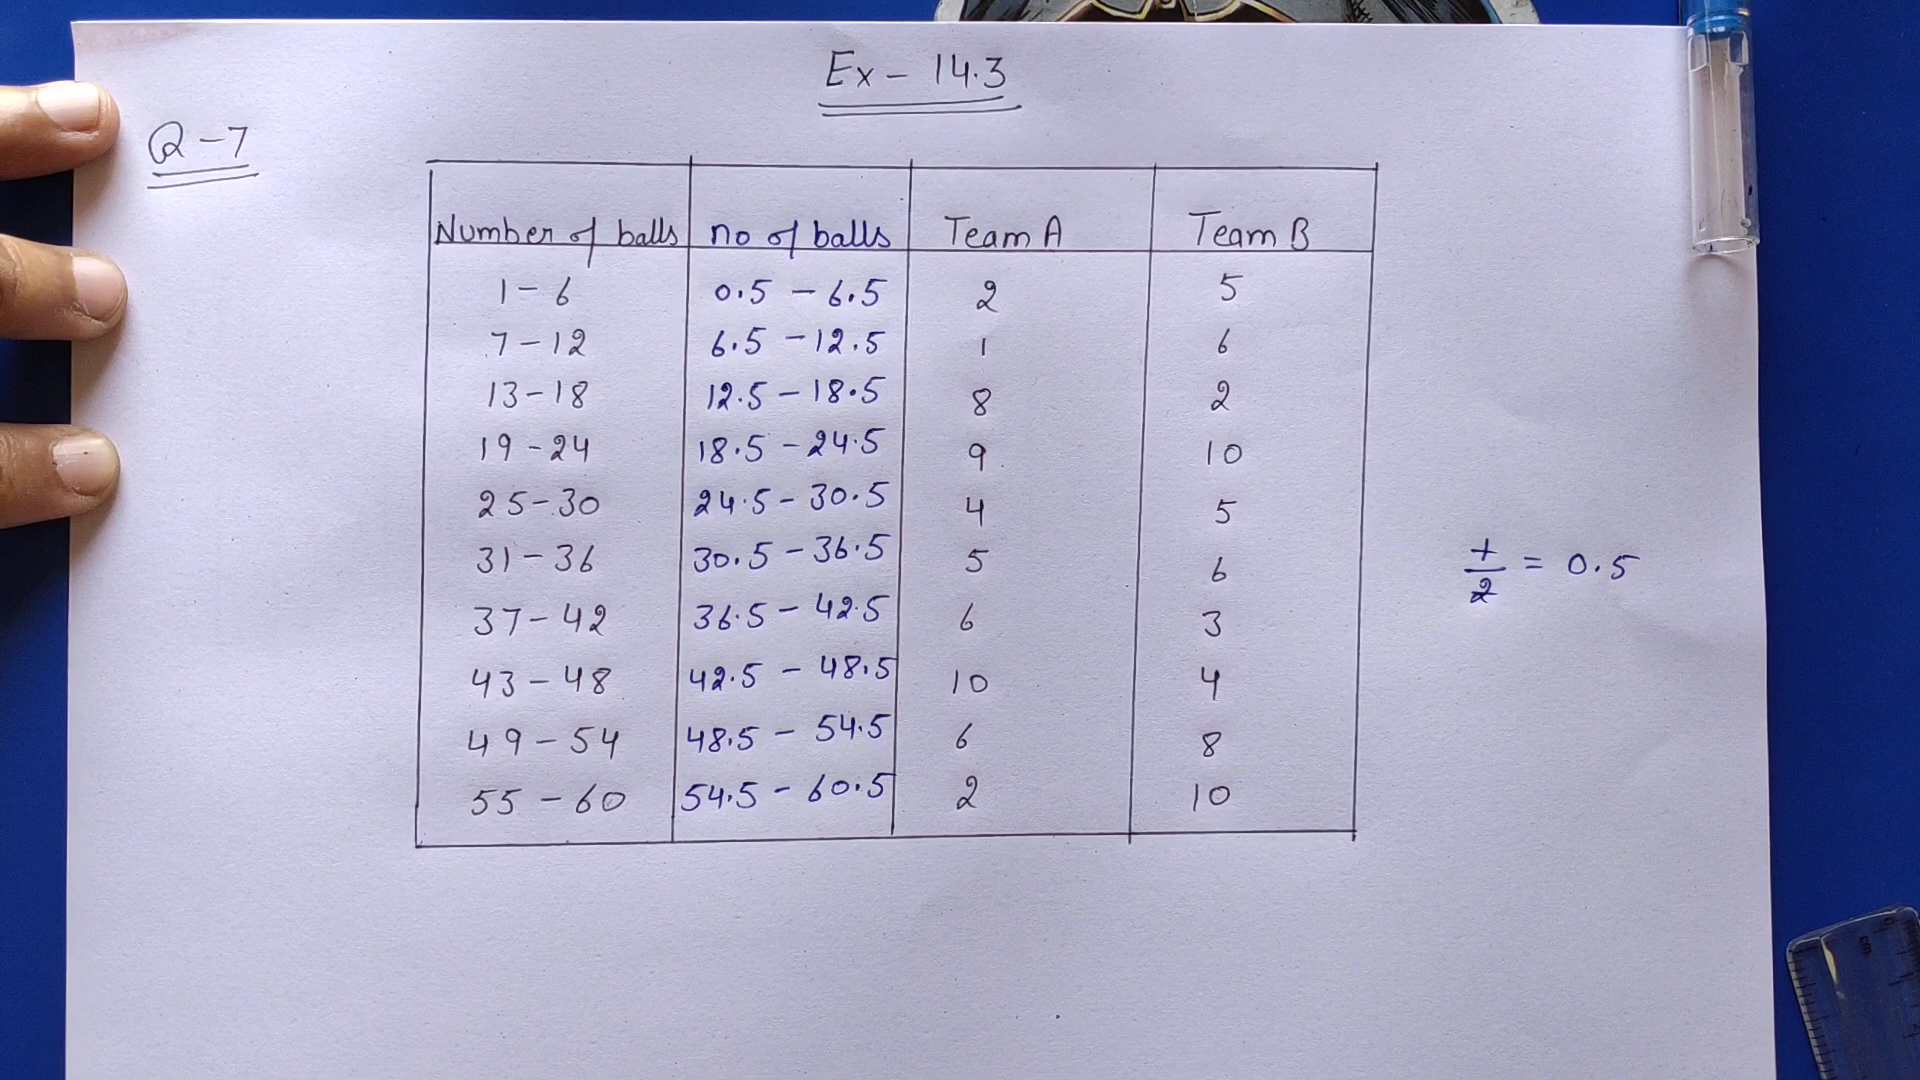 Ex - 14.3
Q - 7
Number of balls no of balls Team A Team B
1 - 6 0.5 - 6.5 2 5
7 - 12 6.5 - 12.5 1 6
13 - 18 12.5 - 18.5 8 2
19 - 24 18.5 - 24.5 9 10
25 - 30 24.5 - 30.5 4 5
31 - 36 30.5 - 36.5 5 6
37 - 42 36.5 - 42.5 6 3
43 - 48 42.5 - 48.5 10 4
49 - 54 48.5 - 54.5 6 8
55 - 60 54.5 - 60.5 2 10
1/2 = 0.5